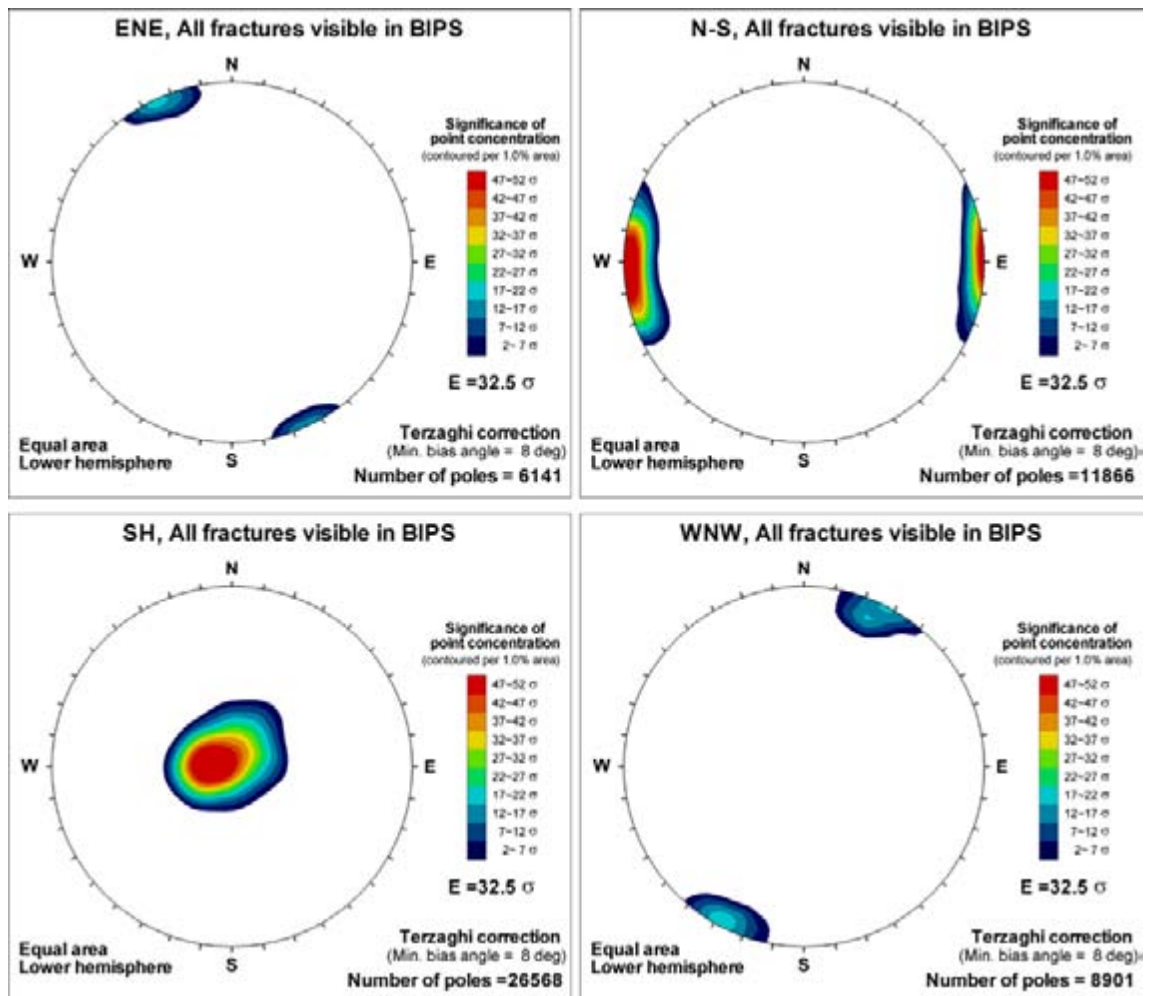 ENE, All fractures visible in BIPS
N
W
E
S
Significance of
point concentration
(contoured per 1.0% area)
47~52 σ
42~47 σ
37~42 σ
32~37 σ
27~32 σ
22~27 σ
17~22 σ
12~17 σ
7~12 σ
2~ 7 σ
E =32.5 σ
Equal area
Lower hemisphere
Terzaghi correction
(Min. bias angle = 8 deg)
Number of poles = 6141
N-S, All fractures visible in BIPS
N
W
E
S
Significance of
point concentration
(contoured per 1.0% area)
47~52 σ
42~47 σ
37~42 σ
32~37 σ
27~32 σ
22~27 σ
17~22 σ
12~17 σ
7~12 σ
2~ 7 σ
E =32.5 σ
Equal area
Lower hemisphere
Terzaghi correction
(Min. bias angle = 8 deg)
Number of poles =11866
SH, All fractures visible in BIPS
N
W
E
S
Significance of
point concentration
(contoured per 1.0% area)
47~52 σ
42~47 σ
37~42 σ
32~37 σ
27~32 σ
22~27 σ
17~22 σ
12~17 σ
7~12 σ
2~ 7 σ
E =32.5 σ
Equal area
Lower hemisphere
Terzaghi correction
(Min. bias angle = 8 deg)
Number of poles =26568
WNW, All fractures visible in BIPS
N
W
E
S
Significance of
point concentration
(contoured per 1.0% area)
47~52 σ
42~47 σ
37~42 σ
32~37 σ
27~32 σ
22~27 σ
17~22 σ
12~17 σ
7~12 σ
2~ 7 σ
E =32.5 σ
Equal area
Lower hemisphere
Terzaghi correction
(Min. bias angle = 8 deg)
Number of poles = 8901